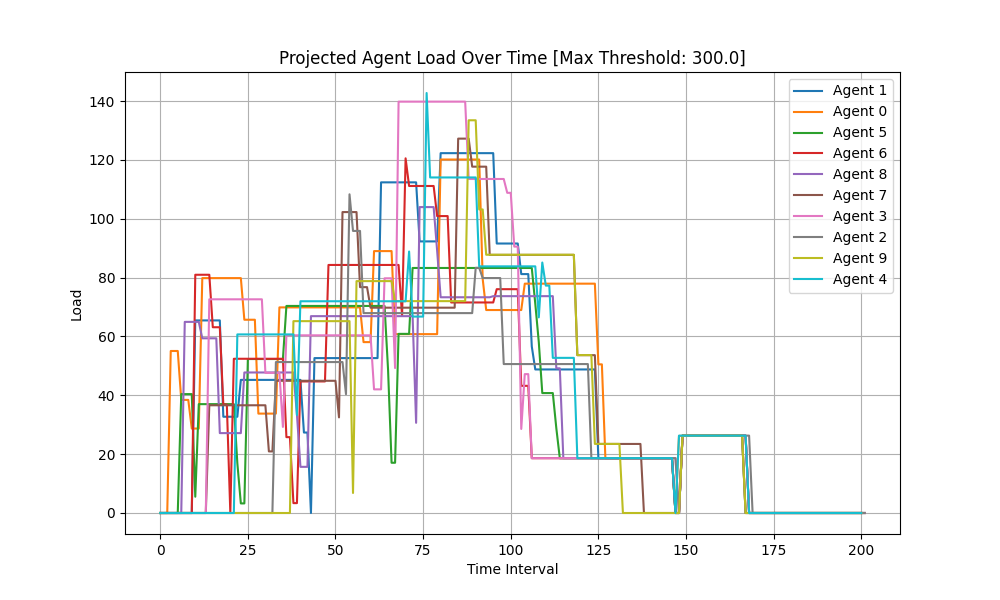 Projected Agent Load Over Time [Max Threshold: 300.0]
Load
140
120
100
80
60
40
20
0
0 25 50 75 100 125 150 175 200
Time Interval
Agent 1
Agent 0
Agent 5
Agent 6
Agent 8
Agent 7
Agent 3
Agent 2
Agent 9
Agent 4